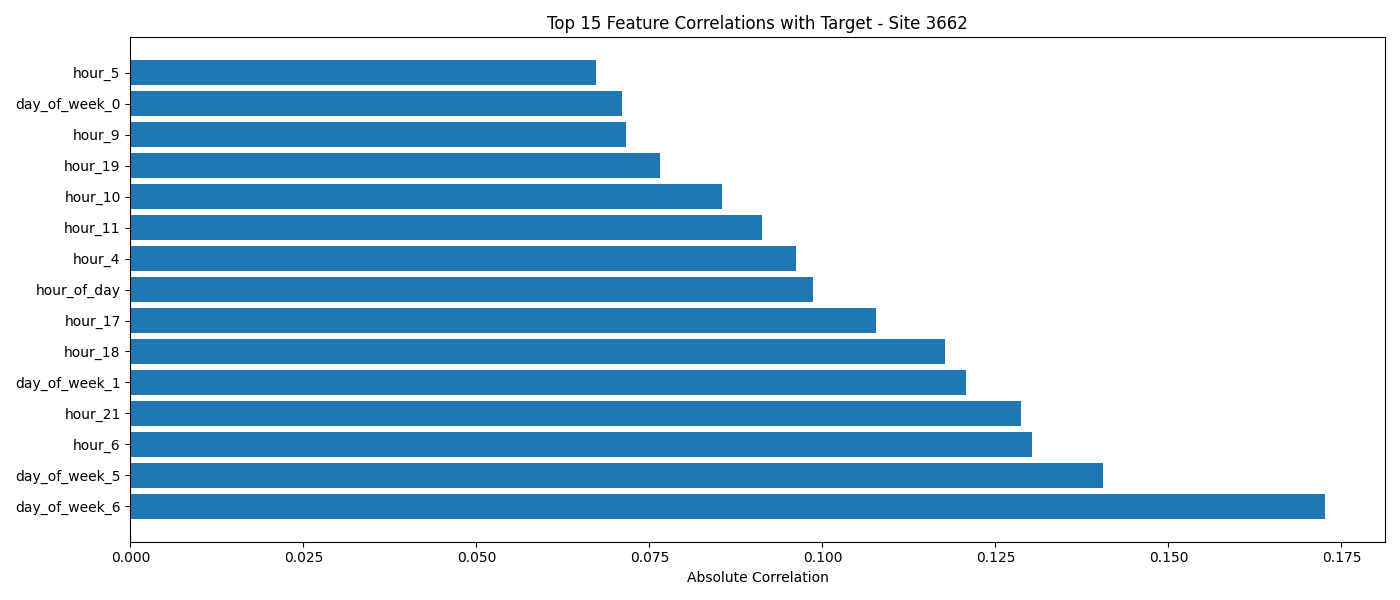 Top 15 Feature Correlations with Target - Site 3662
hour_5
day_of_week_0
hour_9
hour_19
hour_10
hour_11
hour_4
hour_of_day
hour_17
hour_18
day_of_week_1
hour_21
hour_6
day_of_week_5
day_of_week_6
0.000 0.025 0.050 0.075 0.100 0.125 0.150 0.175
Absolute Correlation